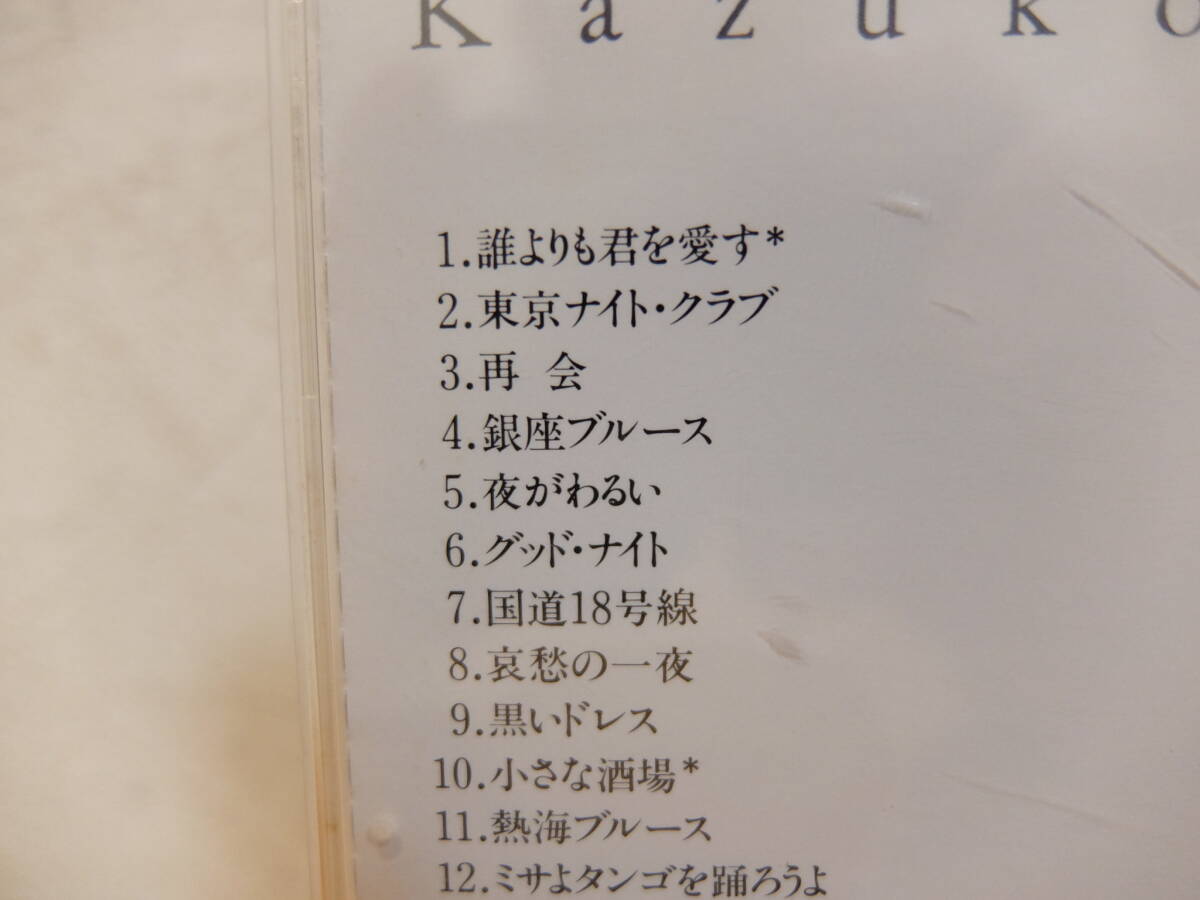 Kazuko
1.誰よりも君を愛す*
2.東京ナイト・クラブ
3.再 会
4.銀座ブルース
5.夜がわるい
6.グッド・ナイト
7.国道18号線
8.哀愁の一夜
9.黒いドレス
10.小さな酒場*
11.熱海ブルース
12.ミサよタンゴを踊ろうよ